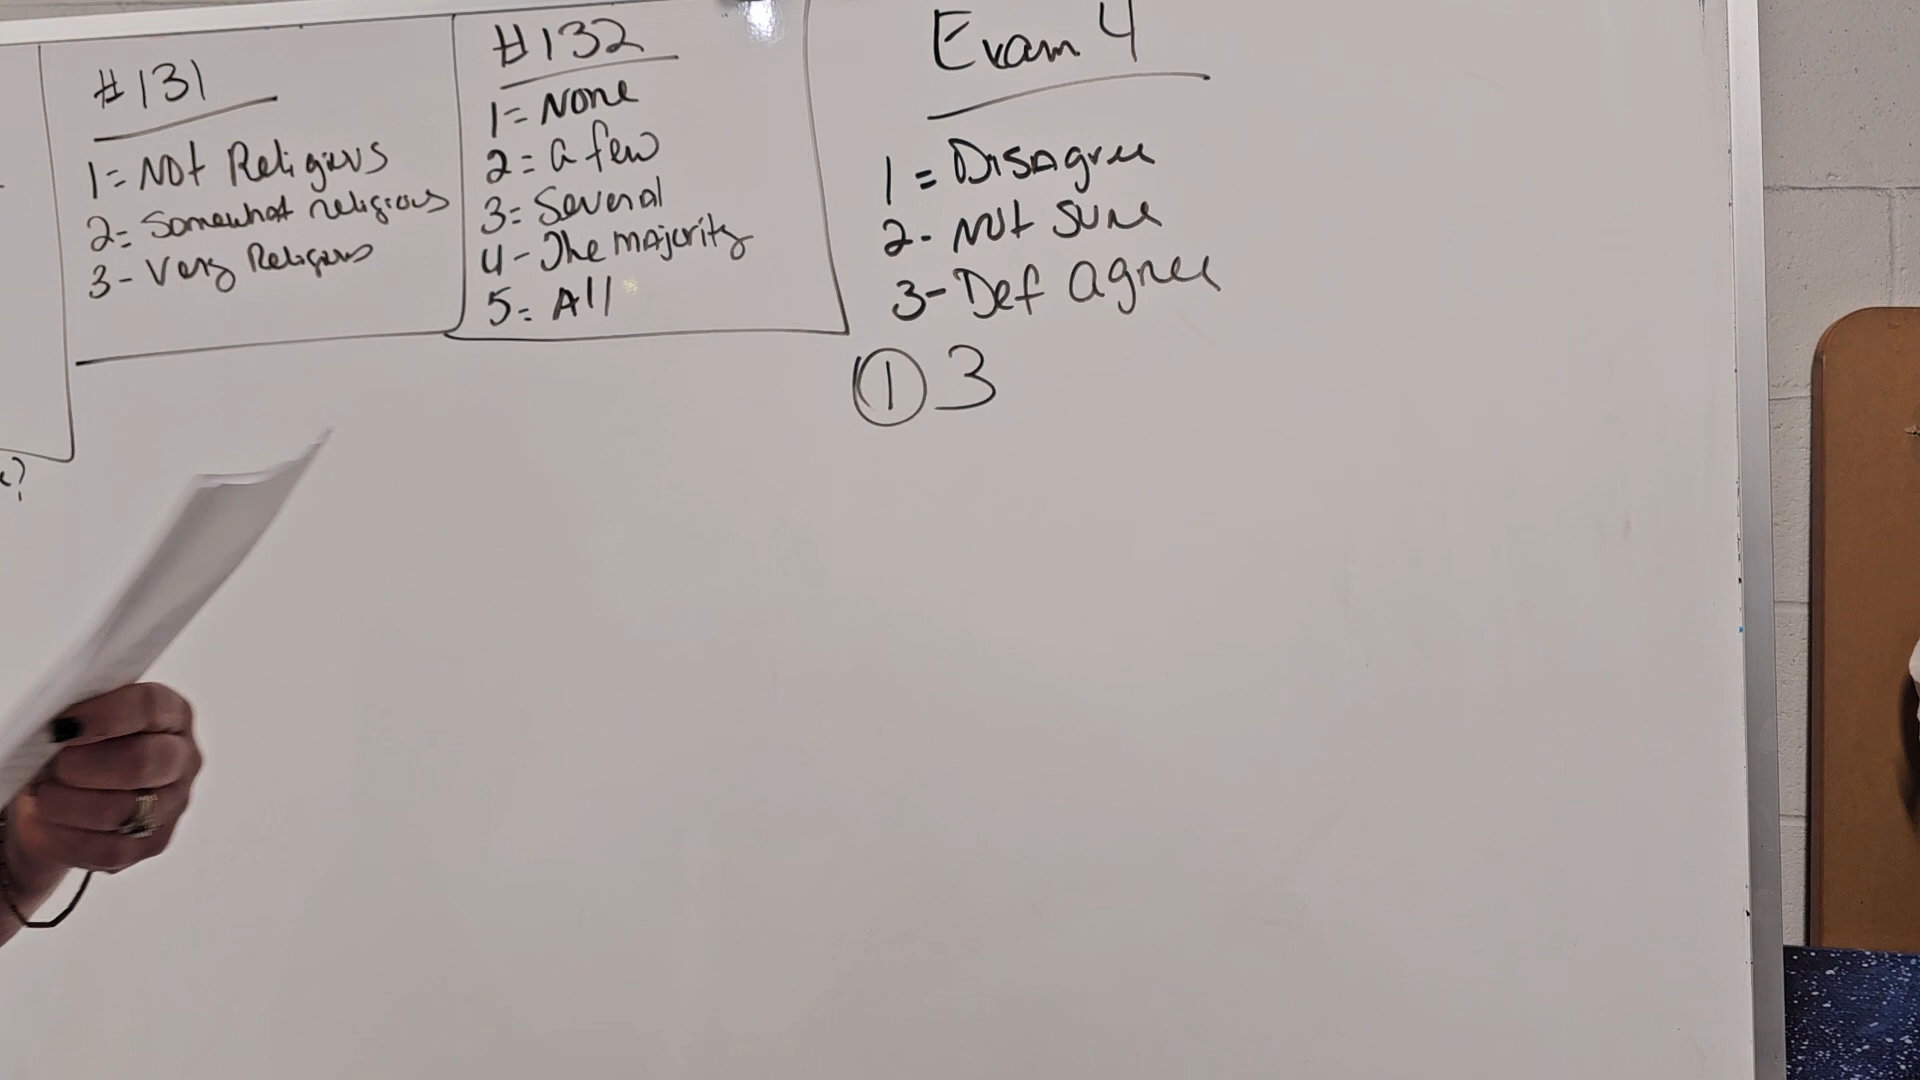 #131
1= Not Religious
2= Somewhat religious
3- Very Religious
#132
1= None
2= a few
3= Several
4- The majority
5= All
Exam 4
1 = Disagree
2- Not sure
3- Def agree
① 3
?